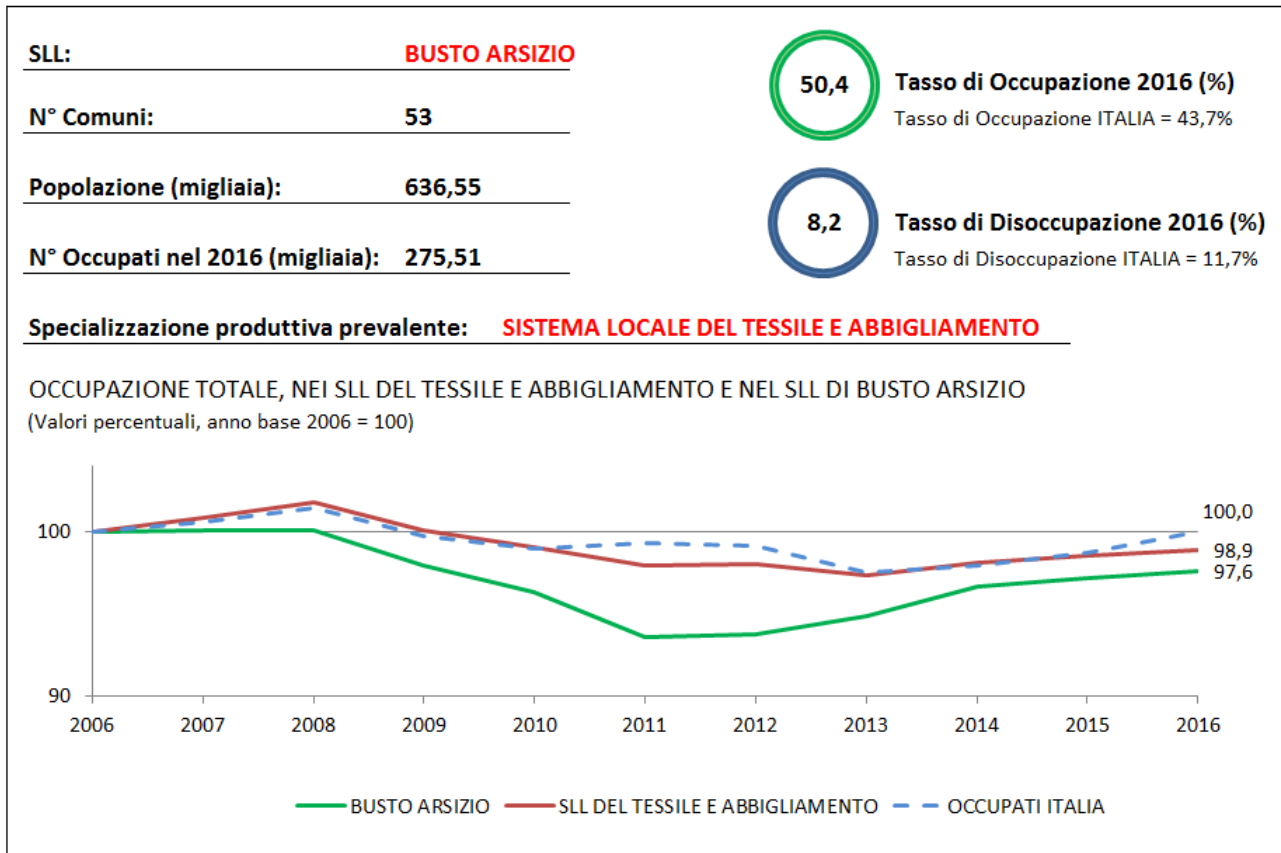 SLL: BUSTO ARSIZIO
N° Comuni: 53
Popolazione (migliaia): 636,55
N° Occupati nel 2016 (migliaia): 275,51
50,4 Tasso di Occupazione 2016 (%)
Tasso di Occupazione ITALIA = 43,7%
8,2 Tasso di Disoccupazione 2016 (%)
Tasso di Disoccupazione ITALIA = 11,7%
Specializzazione produttiva prevalente: SISTEMA LOCALE DEL TESSILE E ABBIGLIAMENTO
OCCUPAZIONE TOTALE, NEI SLL DEL TESSILE E ABBIGLIAMENTO E NEL SLL DI BUSTO ARSIZIO
(Valori percentuali, anno base 2006 = 100)
100
90
100,0
98,9
97,6
2006 2007 2008 2009 2010 2011 2012 2013 2014 2015 2016
BUSTO ARSIZIO SLL DEL TESSILE E ABBIGLIAMENTO OCCUPATI ITALIA